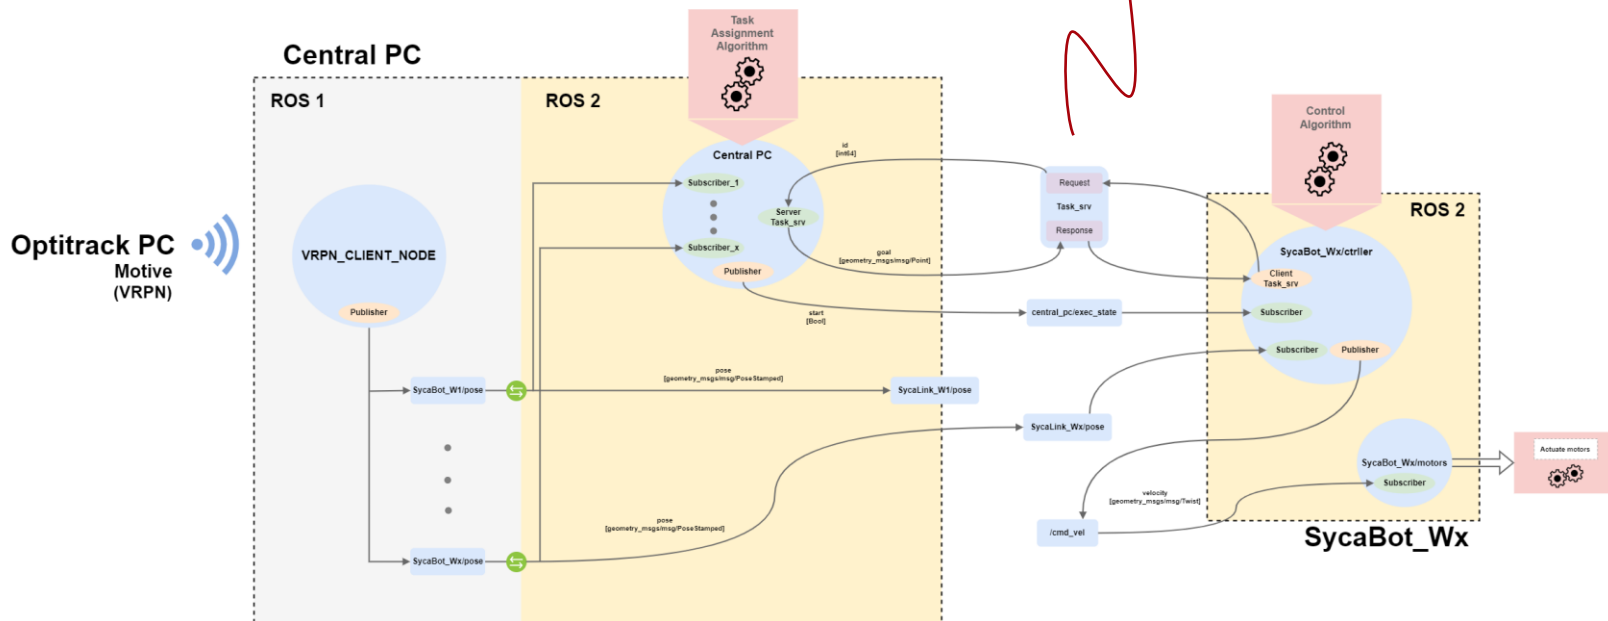 Task
Assignment
Algorithm
Central PC
ROS 1
ROS 2
Control
Algorithm
Central PC
id
[int64]
Subscriber_1
Request
Server
Task_srv
Task_srv
ROS 2
Optitrack PC
Motive
(VRPN)
VRPN_CLIENT_NODE
Subscriber_x
Response
goal
[geometry_msgs/msg/Point]
SycaBot_Wx/ctrller
Publisher
Client
Task_srv
Publisher
start
[Bool]
central_pc/exec_state
Subscriber
Subscriber
Publisher
pose
[geometry_msgs/msg/PoseStamped]
SycaBot_W1/pose
SycaLink_W1/pose
SycaLink_Wx/pose
Actuate motors
SycaBot_Wx/motors
Subscriber
velocity
[geometry_msgs/msg/Twist]
pose
[geometry_msgs/msg/PoseStamped]
/cmd_vel
SycaBot_Wx
SycaBot_Wx/pose